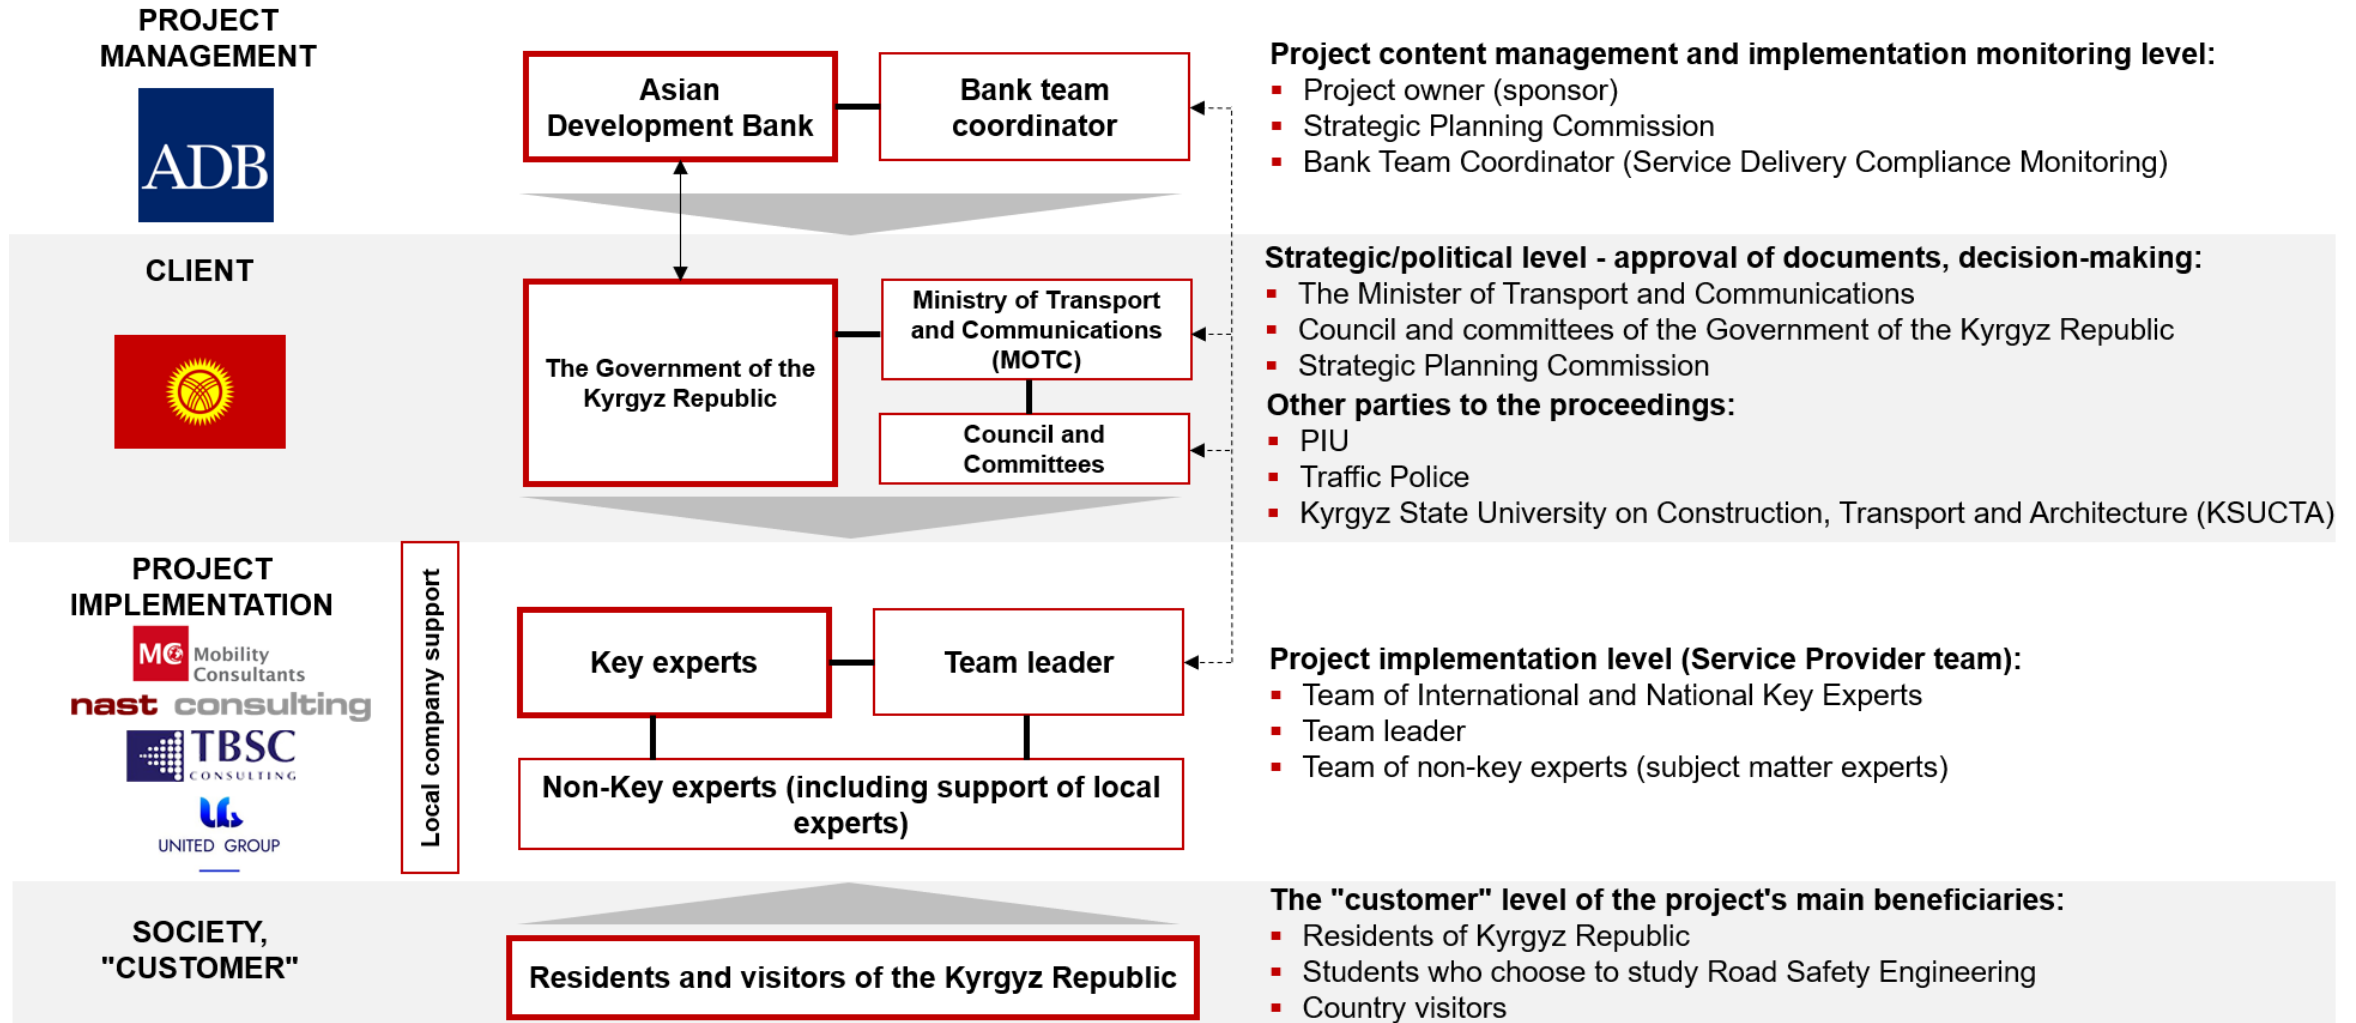 PROJECT
MANAGEMENT
ADB
Asian
Development Bank
Bank team
coordinator
Project content management and implementation monitoring level:
Project owner (sponsor)
Strategic Planning Commission
Bank Team Coordinator (Service Delivery Compliance Monitoring)
CLIENT
The Government of the
Kyrgyz Republic
Ministry of Transport
and Communications
(MOTC)
Council and
Committees
Strategic/political level - approval of documents, decision-making:
The Minister of Transport and Communications
Council and committees of the Government of the Kyrgyz Republic
Strategic Planning Commission
Other parties to the proceedings:
PIU
Traffic Police
Kyrgyz State University on Construction, Transport and Architecture (KSUCTA)
PROJECT
IMPLEMENTATION
MC Mobility
Consultants
nast consulting
TBSC
CONSULTING
UNITED GROUP
Local company support
Key experts
Team leader
Non-Key experts (including support of local
experts)
Project implementation level (Service Provider team):
Team of International and National Key Experts
Team leader
Team of non-key experts (subject matter experts)
SOCIETY,
"CUSTOMER"
Residents and visitors of the Kyrgyz Republic
The "customer" level of the project's main beneficiaries:
Residents of Kyrgyz Republic
Students who choose to study Road Safety Engineering
Country visitors